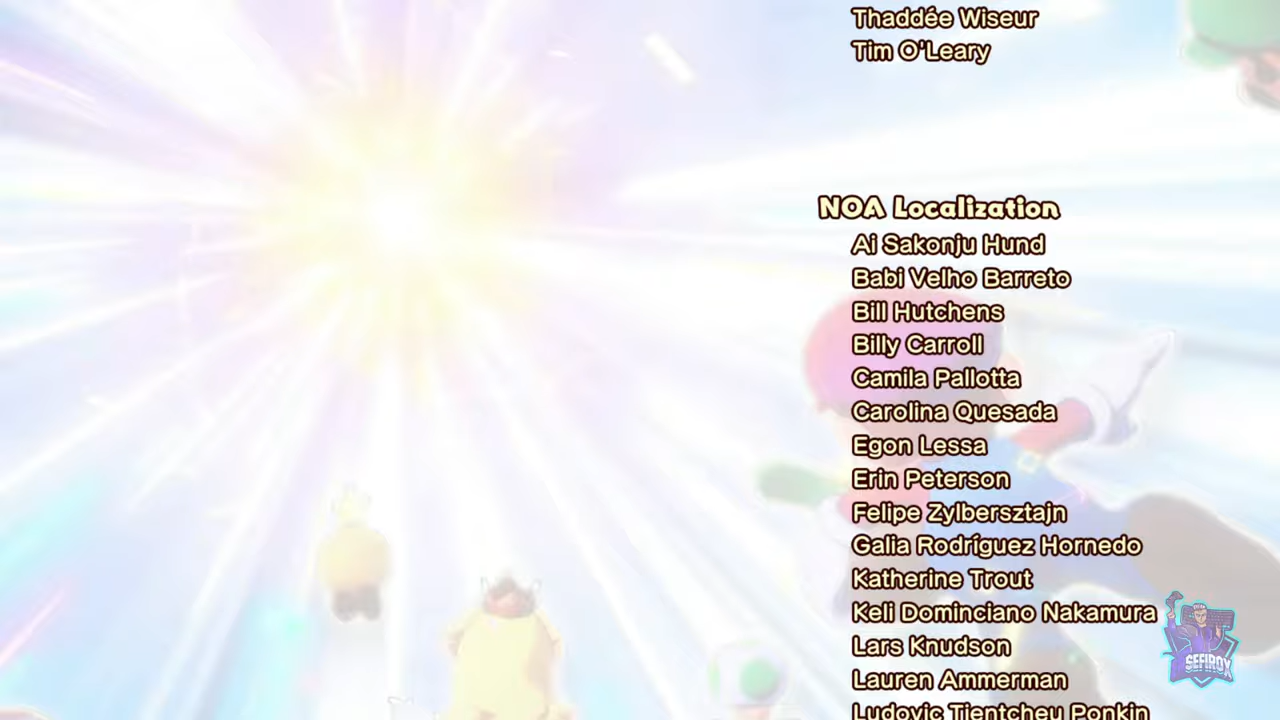 Thaddée Wiseur
Tim O'Leary
NOA Localization
Ai Sakonju Hund
Babi Velho Barreto
Bill Hutchens
Billy Carroll
Camila Pallotta
Carolina Quesada
Egon Lessa
Erin Peterson
Felipe Zylbersztajn
Galia Rodríguez Hornedo
Katherine Trout
Keli Dominciano Nakamura
Lars Knudson
Lauren Ammerman
Ludovic Tientcheu Ponkin
SEFIROX